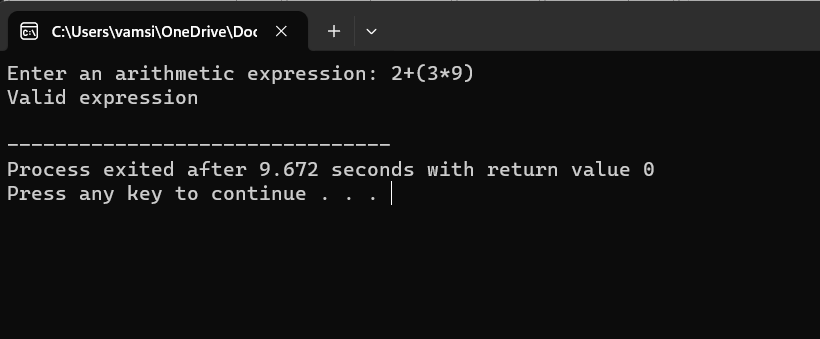 C:\Users\vamsi\OneDrive\Doc
Enter an arithmetic expression: 2+(3*9)
Valid expression
--------------------------------
Process exited after 9.672 seconds with return value 0
Press any key to continue . . .